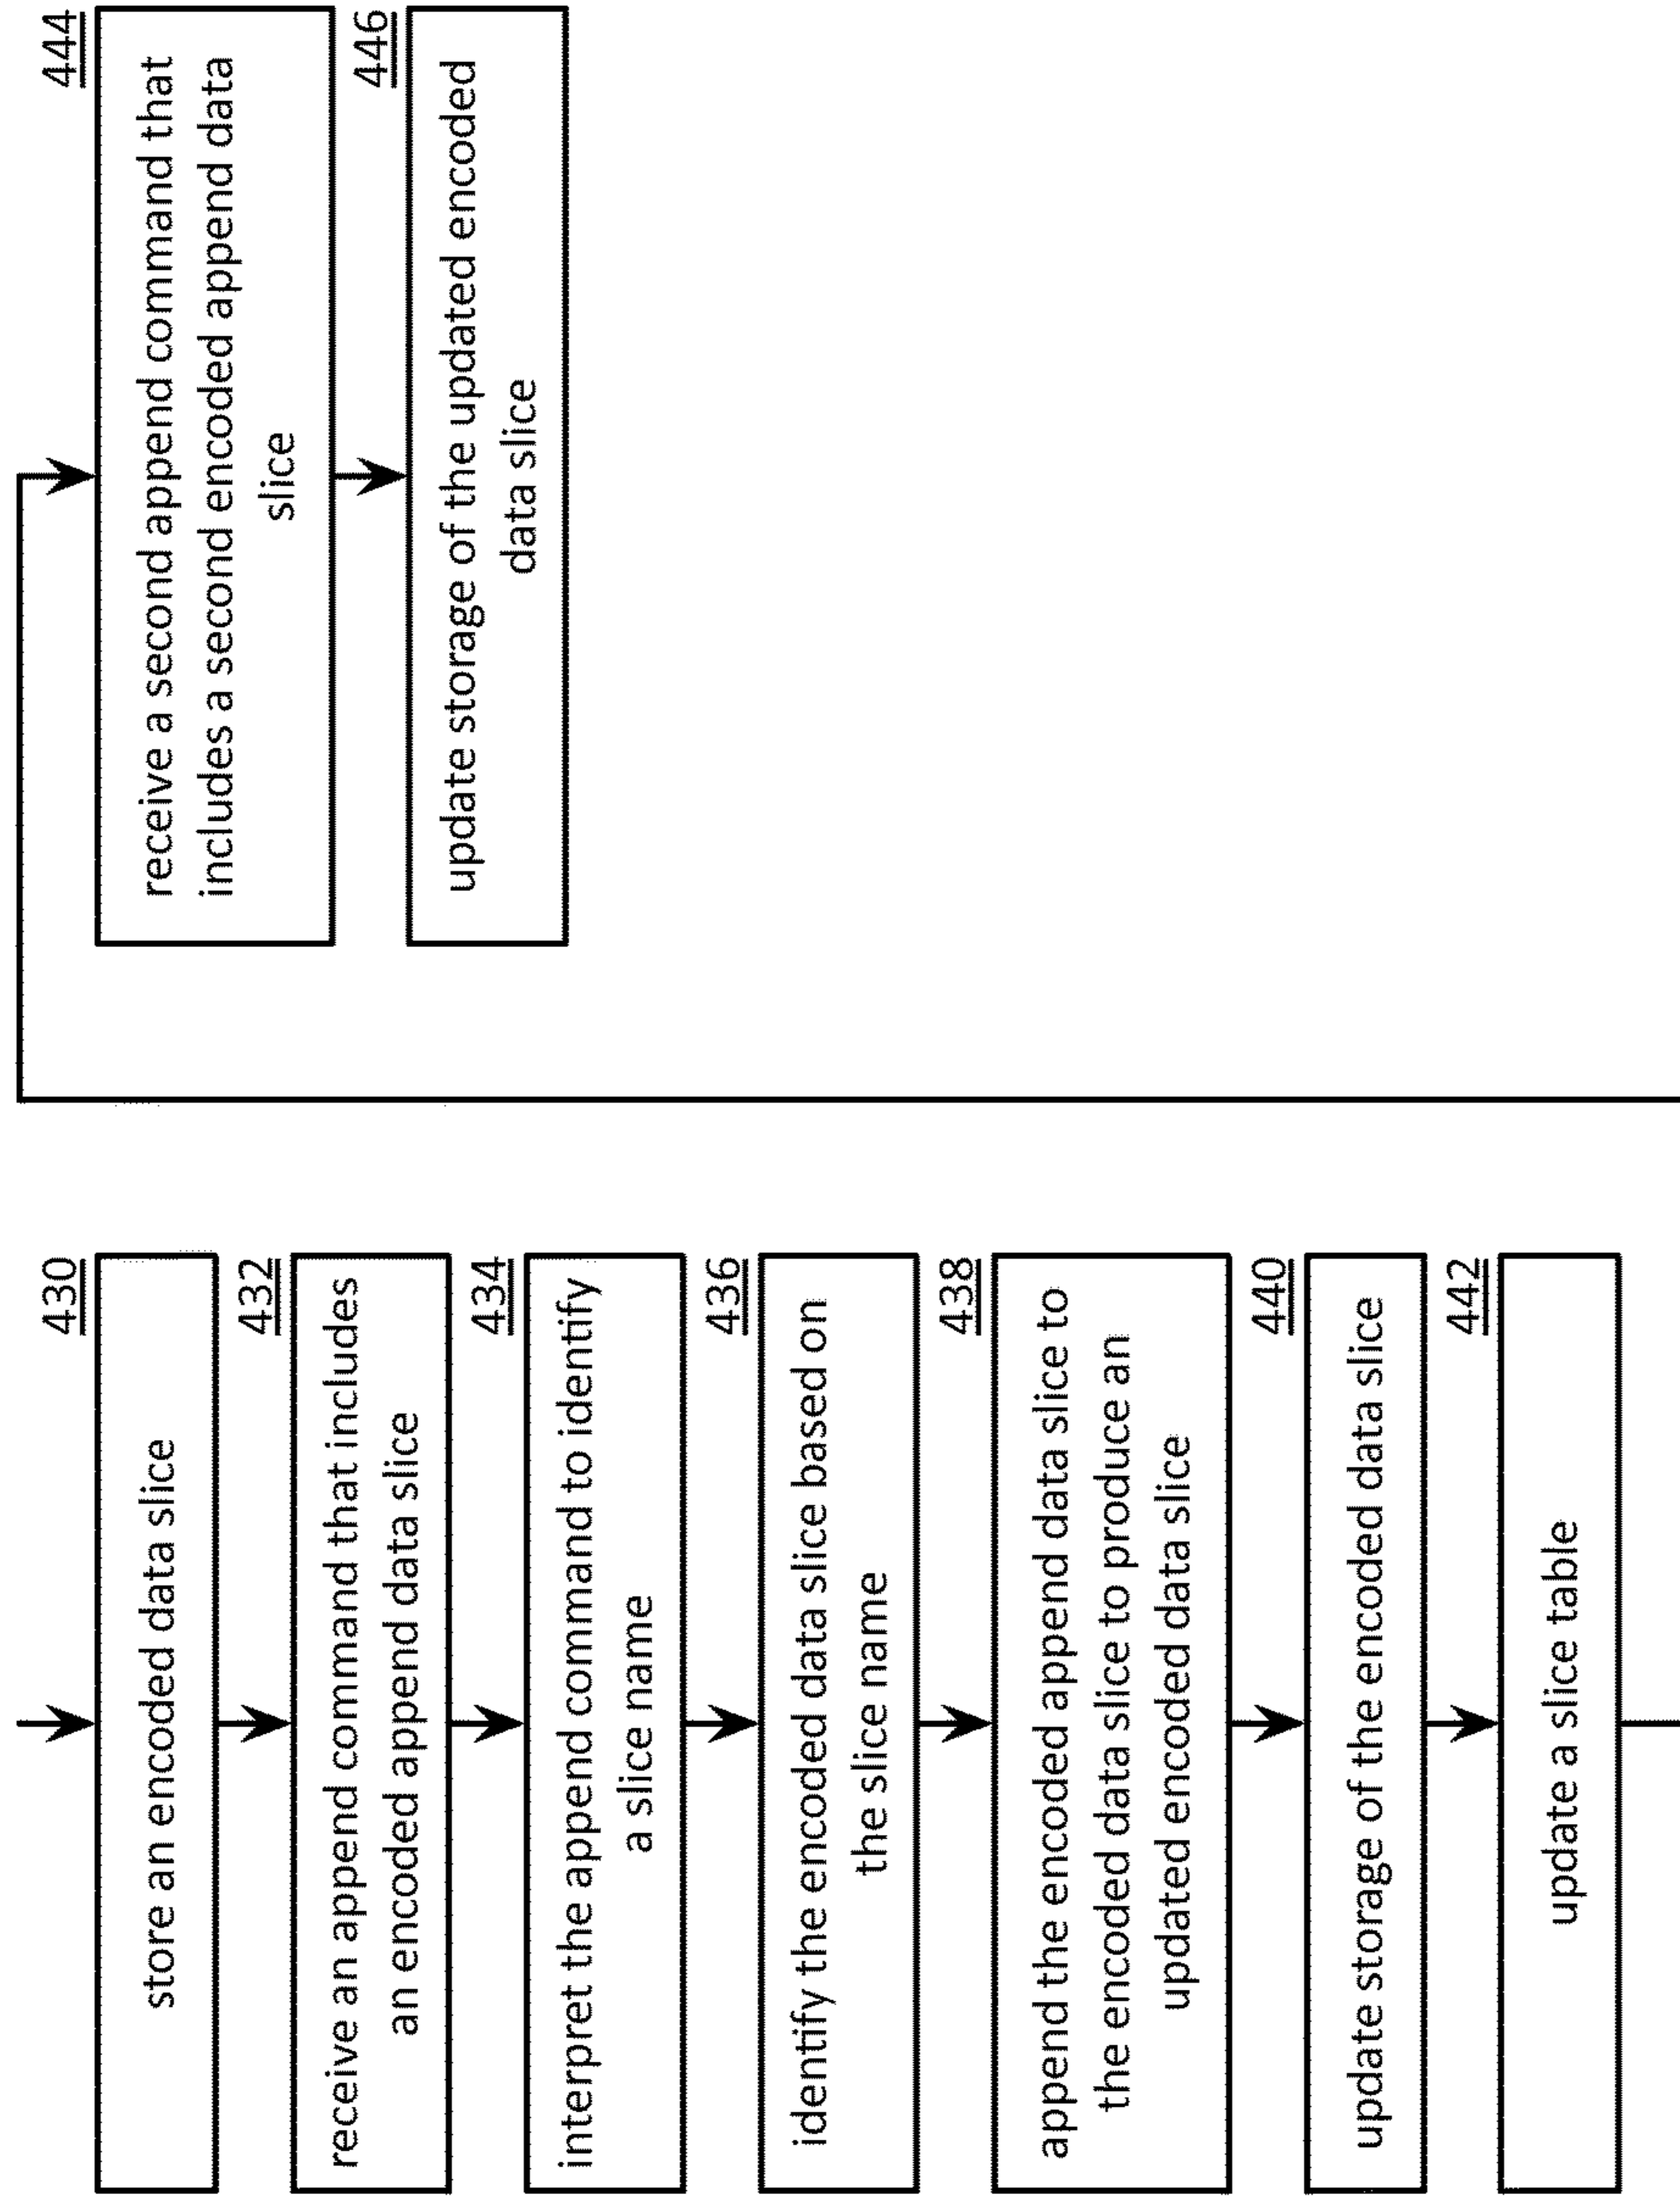 430
store an encoded data slice
432
receive an append command that includes
an encoded append data slice
434
interpret the append command to identify
a slice name
436
identify the encoded data slice based on
the slice name
438
append the encoded append data slice to
the encoded data slice to produce an
updated encoded data slice
440
update storage of the encoded data slice
442
update a slice table
444
receive a second append command that
includes a second encoded append data
slice
446
update storage of the updated encoded
data slice